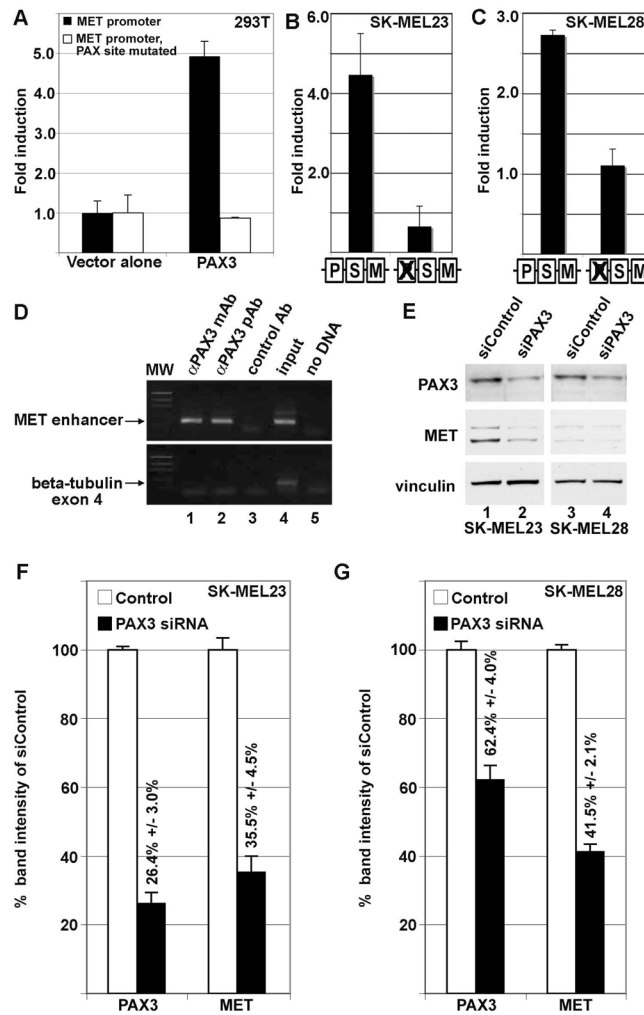 A
293T
MET promoter
MET promoter,
PAX site mutated
Fold induction
5.0
4.0
3.0
2.0
1.0
Vector alone
PAX3
B
SK-MEL23
Fold induction
6.0
4.0
2.0
P S M
X S M
C
SK-MEL28
Fold induction
3.0
2.0
1.0
P S M
X S M
D
MW
αPAX3 mAb
αPAX3 pAb
control Ab
input
no DNA
MET enhancer
beta-tubulin
exon 4
1 2 3 4 5
E
siControl
siPAX3
siControl
siPAX3
PAX3
MET
vinculin
1 2 3 4
SK-MEL23 SK-MEL28
F
SK-MEL23
Control
PAX3 siRNA
% band intensity of siControl
100
80
60
40
20
26.4% +/- 3.0%
35.5% +/- 4.5%
PAX3 MET
G
SK-MEL28
Control
PAX3 siRNA
% band intensity of siControl
100
80
60
40
20
62.4% +/- 4.0%
41.5% +/- 2.1%
PAX3 MET